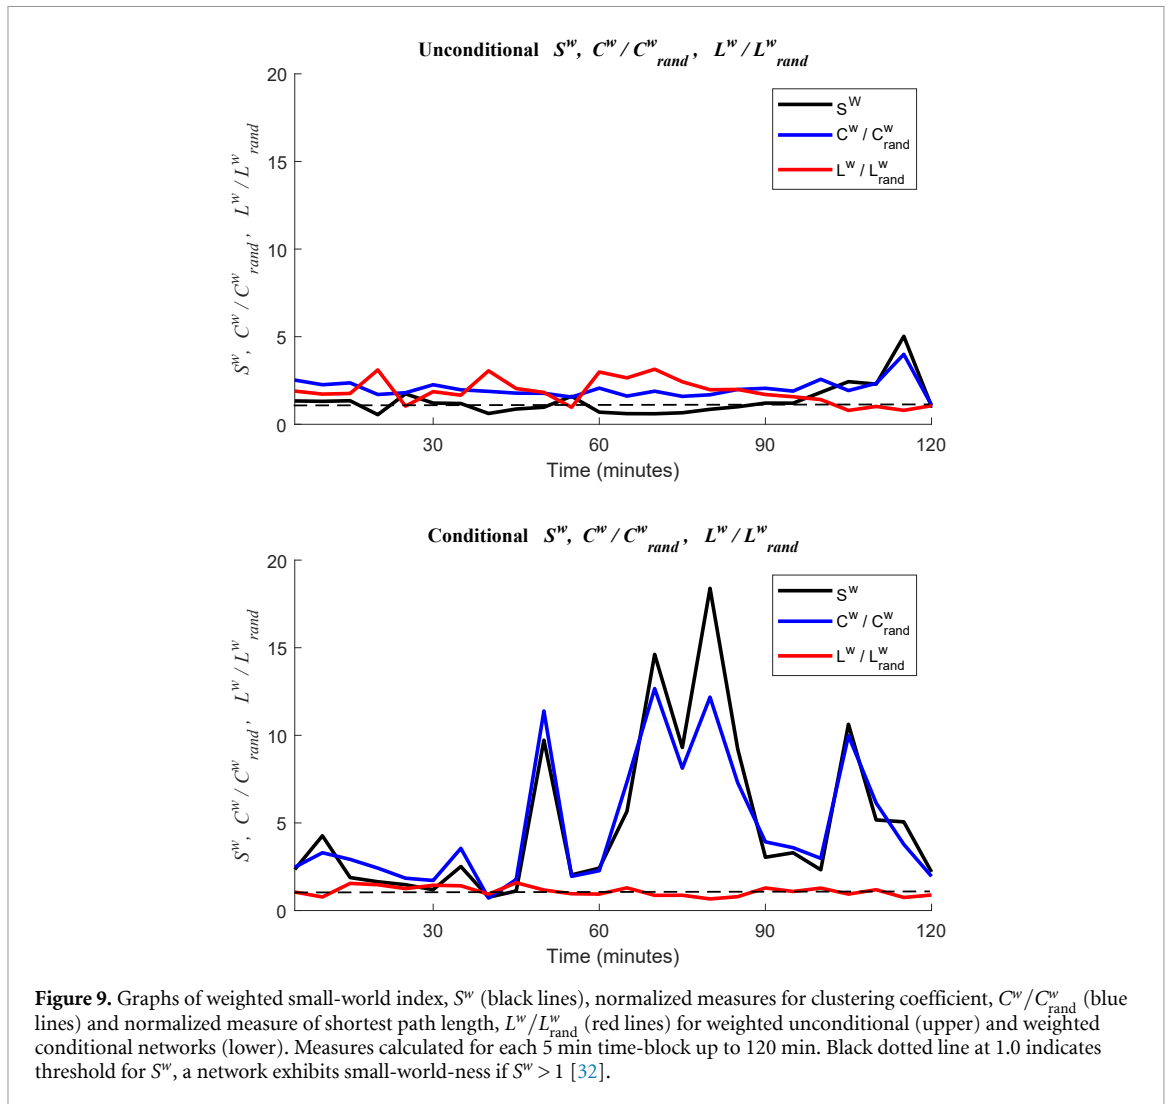 Unconditional S^w, C^w / C^w_rand, L^w / L^w_rand
S^w, C^w / C^w_rand, L^w / L^w_rand
20
15
10
5
0
30
60
90
120
Time (minutes)
S^W
C^w / C^w_rand
L^w / L^w_rand
Conditional S^w, C^w / C^w_rand, L^w / L^w_rand
S^w, C^w / C^w_rand, L^w / L^w_rand
20
15
10
5
0
30
60
90
120
Time (minutes)
S^W
C^w / C^w_rand
L^w / L^w_rand
Figure 9. Graphs of weighted small-world index, S^w (black lines), normalized measures for clustering coefficient, C^w/C^w_rand (blue
lines) and normalized measure of shortest path length, L^w/L^w_rand (red lines) for weighted unconditional (upper) and weighted
conditional networks (lower). Measures calculated for each 5 min time-block up to 120 min. Black dotted line at 1.0 indicates
threshold for S^w, a network exhibits small-world-ness if S^w > 1 [32].